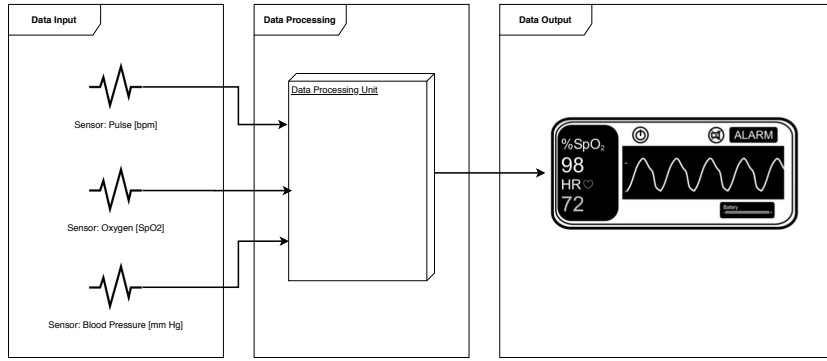 Data Input
Data Processing
Data Output
Sensor: Pulse [bpm]
Sensor: Oxygen [SpO2]
Sensor: Blood Pressure [mm Hg]
Data Processing Unit
%SpO₂
98
HR♡
72
ALARM
Battery